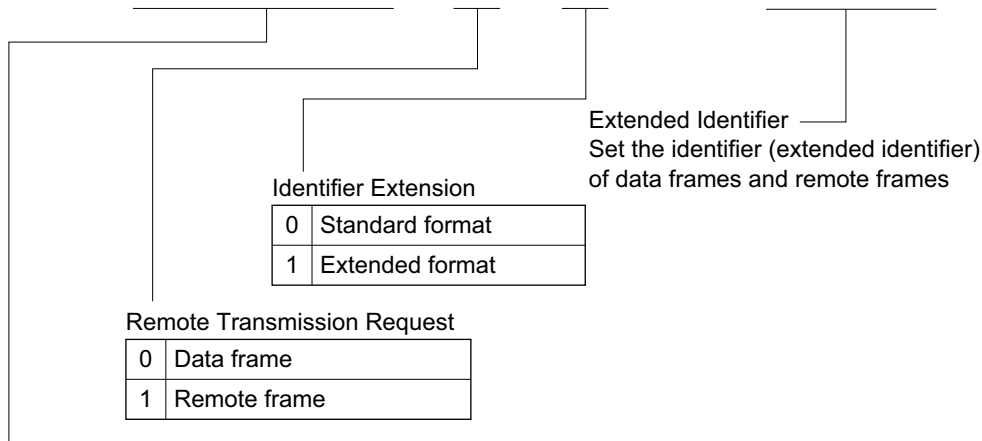 Extended Identifier
Set the identifier (extended identifier)
of data frames and remote frames
Identifier Extension
0 Standard format
1 Extended format
Remote Transmission Request
0 Data frame
1 Remote frame